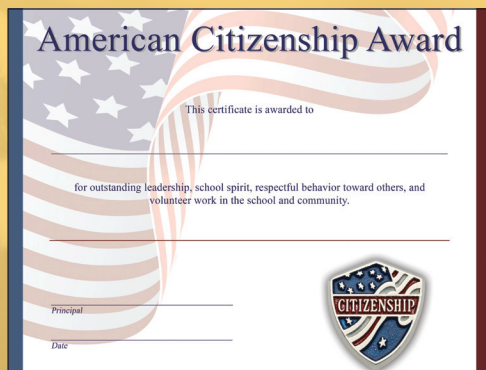 American Citizenship Award
This certificate is awarded to
for outstanding leadership, school spirit, respectful behavior toward others, and
volunteer work in the school and community.
Principal
Date
CITIZENSHIP